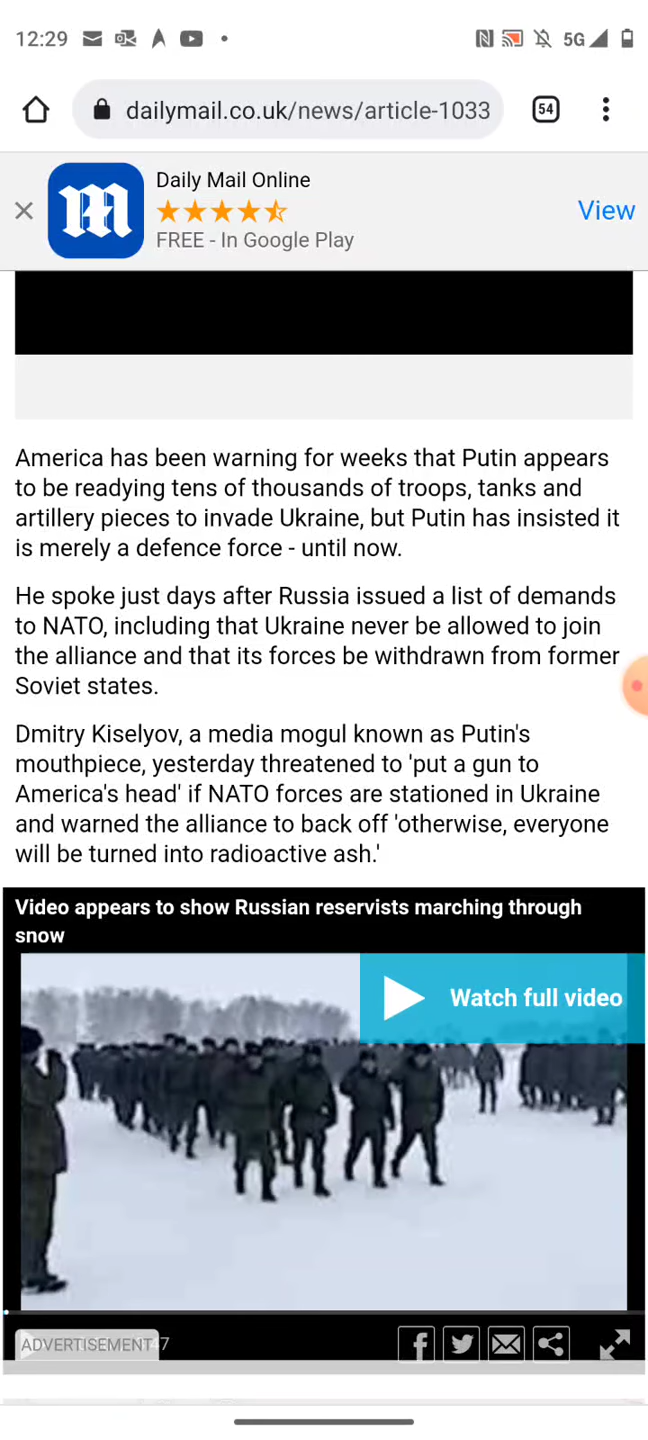 12:29
5G
dailymail.co.uk/news/article-1033
54
Daily Mail Online
FREE - In Google Play
View
America has been warning for weeks that Putin appears
to be readying tens of thousands of troops, tanks and
artillery pieces to invade Ukraine, but Putin has insisted it
is merely a defence force - until now.
He spoke just days after Russia issued a list of demands
to NATO, including that Ukraine never be allowed to join
the alliance and that its forces be withdrawn from former
Soviet states.
Dmitry Kiselyov, a media mogul known as Putin's
mouthpiece, yesterday threatened to 'put a gun to
America's head' if NATO forces are stationed in Ukraine
and warned the alliance to back off 'otherwise, everyone
will be turned into radioactive ash.'
Video appears to show Russian reservists marching through
snow
Watch full video
ADVERTISEMENT